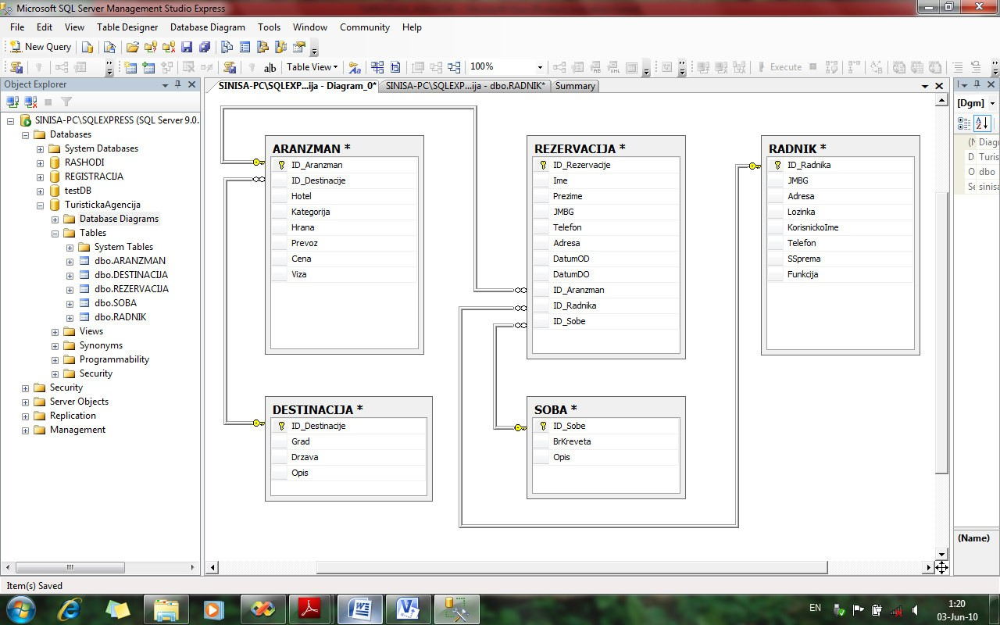 Microsoft SQL Server Management Studio Express
File Edit View Table Designer Database Diagram Tools Window Community Help
New Query
Table View 100% Execute
Object Explorer
SINISA-PC\SQLEXP...ija - Diagram_0* SINISA-PC\SQLEXP...ija - dbo.RADNIK* Summary
SINISA-PC\SQLEXPRESS (SQL Server 9.0.
Databases
System Databases
RASHODI
REGISTRACIJA
testDB
TuristickaAgencija
Database Diagrams
Tables
System Tables
dbo.ARANZMAN
dbo.DESTINACIJA
dbo.REZERVACIJA
dbo.SOBA
dbo.RADNIK
Views
Synonyms
Programmability
Security
Security
Server Objects
Replication
Management
ARANZMAN *
ID_Aranzman
ID_Destinacije
Hotel
Kategorija
Hrana
Prevoz
Cena
Viza
REZERVACIJA *
ID_Rezervacije
Ime
Prezime
JMBG
Telefon
Adresa
DatumOD
DatumDO
ID_Aranzman
ID_Radnika
ID_Sobe
RADNIK *
ID_Radnika
JMBG
Adresa
Lozinka
KorisnickoIme
Telefon
SSprema
Funkcija
DESTINACIJA *
ID_Destinacije
Grad
Drzava
Opis
SOBA *
ID_Sobe
BrKreveta
Opis
[Dgm]
Diagr
D Turis
O dbo
Se sinisa
(Name)
Item(s) Saved
EN
1:20
03-Jun-10